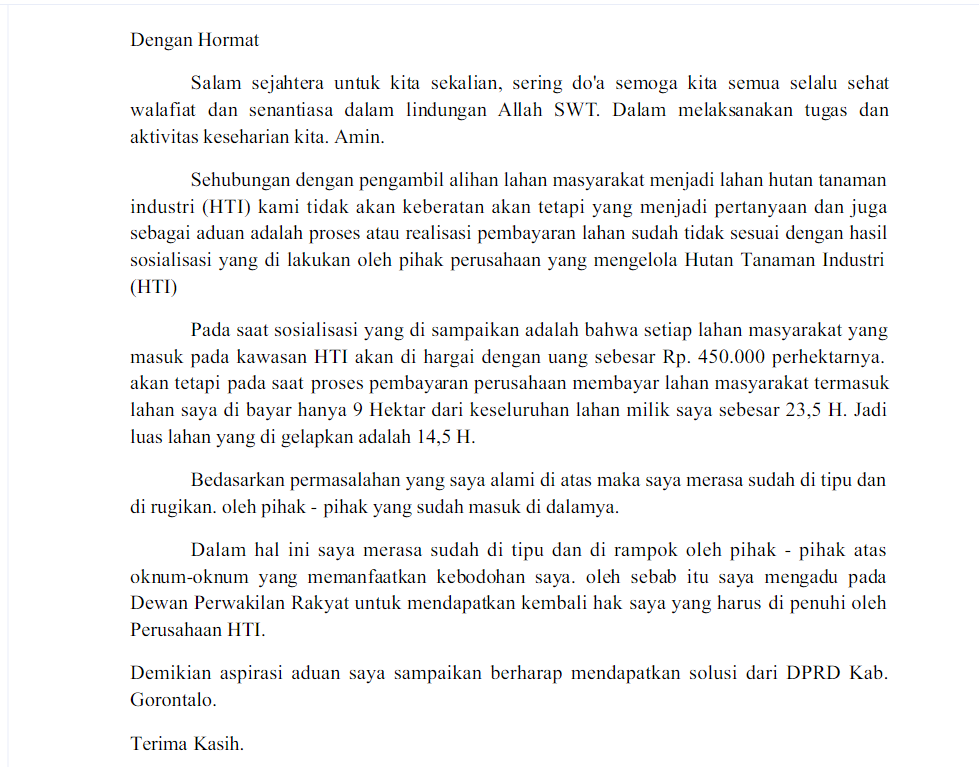 Dengan Hormat
Salam sejahtera untuk kita sekalian, sering do'a semoga kita semua selalu sehat
walafiat dan senantiasa dalam lindungan Allah SWT. Dalam melaksanakan tugas dan
aktivitas keseharian kita. Amin.
Sehubungan dengan pengambil alihan lahan masyarakat menjadi lahan hutan tanaman
industri (HTI) kami tidak akan keberatan akan tetapi yang menjadi pertanyaan dan juga
sebagai aduan adalah proses atau realisasi pembayaran lahan sudah tidak sesuai dengan hasil
sosialisasi yang di lakukan oleh pihak perusahaan yang mengelola Hutan Tanaman Industri
(HTI)
Pada saat sosialisasi yang di sampaikan adalah bahwa setiap lahan masyarakat yang
masuk pada kawasan HTI akan di hargai dengan uang sebesar Rp. 450.000 perhektarnya.
akan tetapi pada saat proses pembayaran perusahaan membayar lahan masyarakat termasuk
lahan saya di bayar hanya 9 Hektar dari keseluruhan lahan milik saya sebesar 23,5 H. Jadi
luas lahan yang di gelapkan adalah 14,5 H.
Bedasarkan permasalahan yang saya alami di atas maka saya merasa sudah di tipu dan
di rugikan. oleh pihak - pihak yang sudah masuk di dalamya.
Dalam hal ini saya merasa sudah di tipu dan di rampok oleh pihak - pihak atas
oknum-oknum yang memanfaatkan kebodohan saya. oleh sebab itu saya mengadu pada
Dewan Perwakilan Rakyat untuk mendapatkan kembali hak saya yang harus di penuhi oleh
Perusahaan HTI.
Demikian aspirasi aduan saya sampaikan berharap mendapatkan solusi dari DPRD Kab.
Gorontalo.
Terima Kasih.